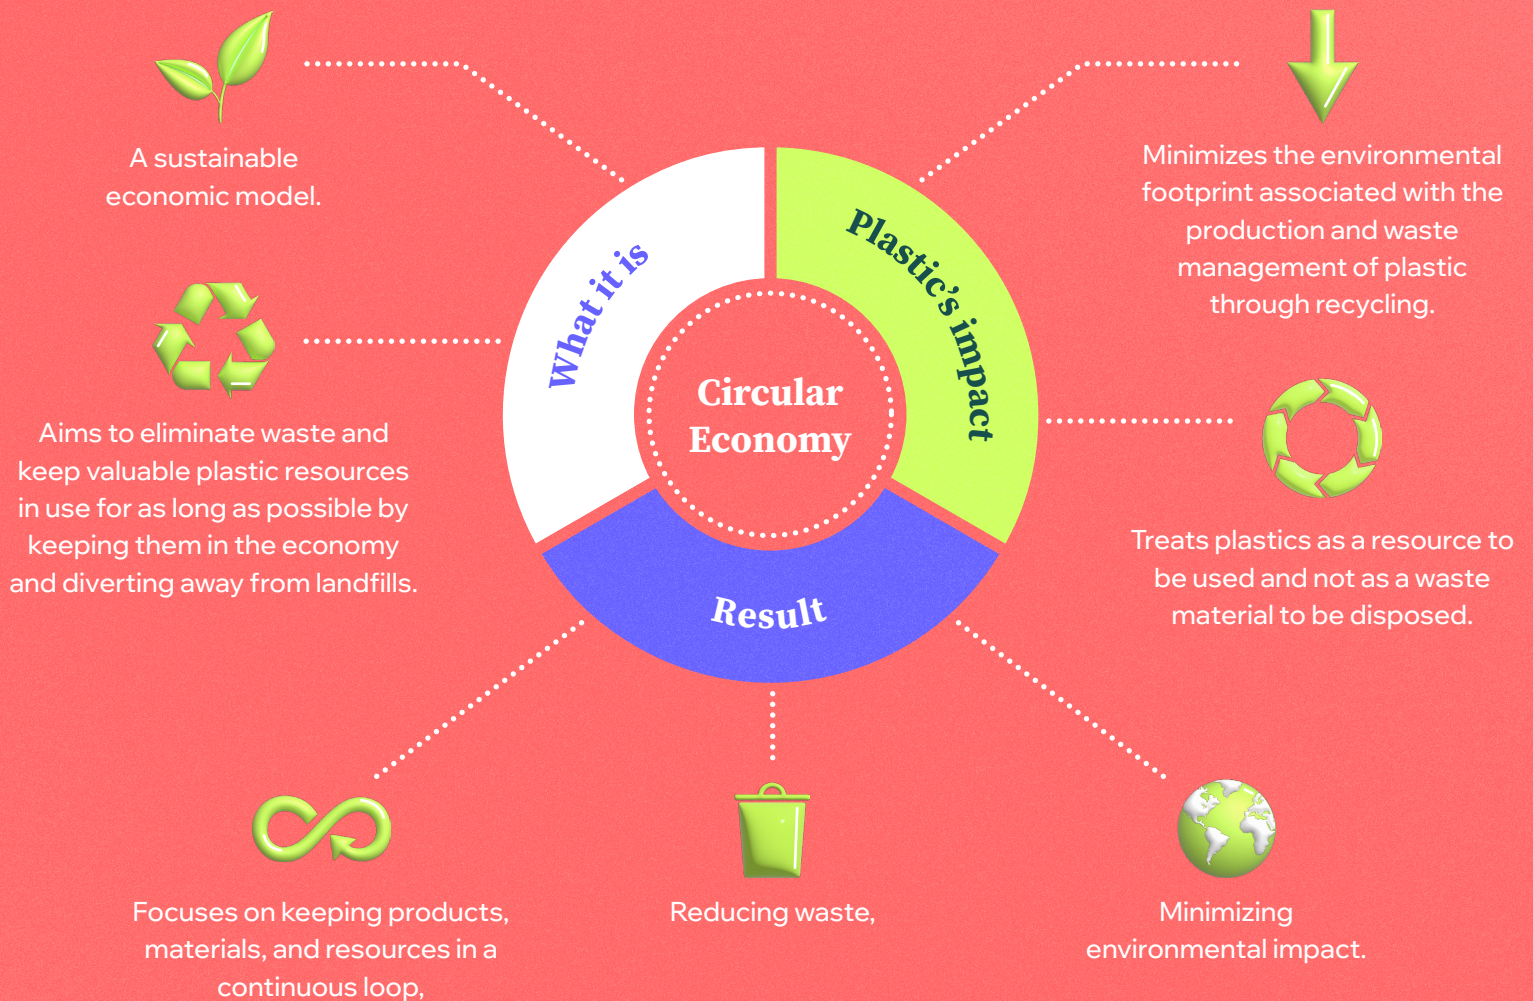 A sustainable
economic model.
Aims to eliminate waste and
keep valuable plastic resources
in use for as long as possible by
keeping them in the economy
and diverting away from landfills.
What it is
Circular
Economy
Plastic’s impact
Minimizes the environmental
footprint associated with the
production and waste
management of plastic
through recycling.
Treats plastics as a resource to
be used and not as a waste
material to be disposed.
Result
Focuses on keeping products,
materials, and resources in a
continuous loop,
Reducing waste,
Minimizing
environmental impact.